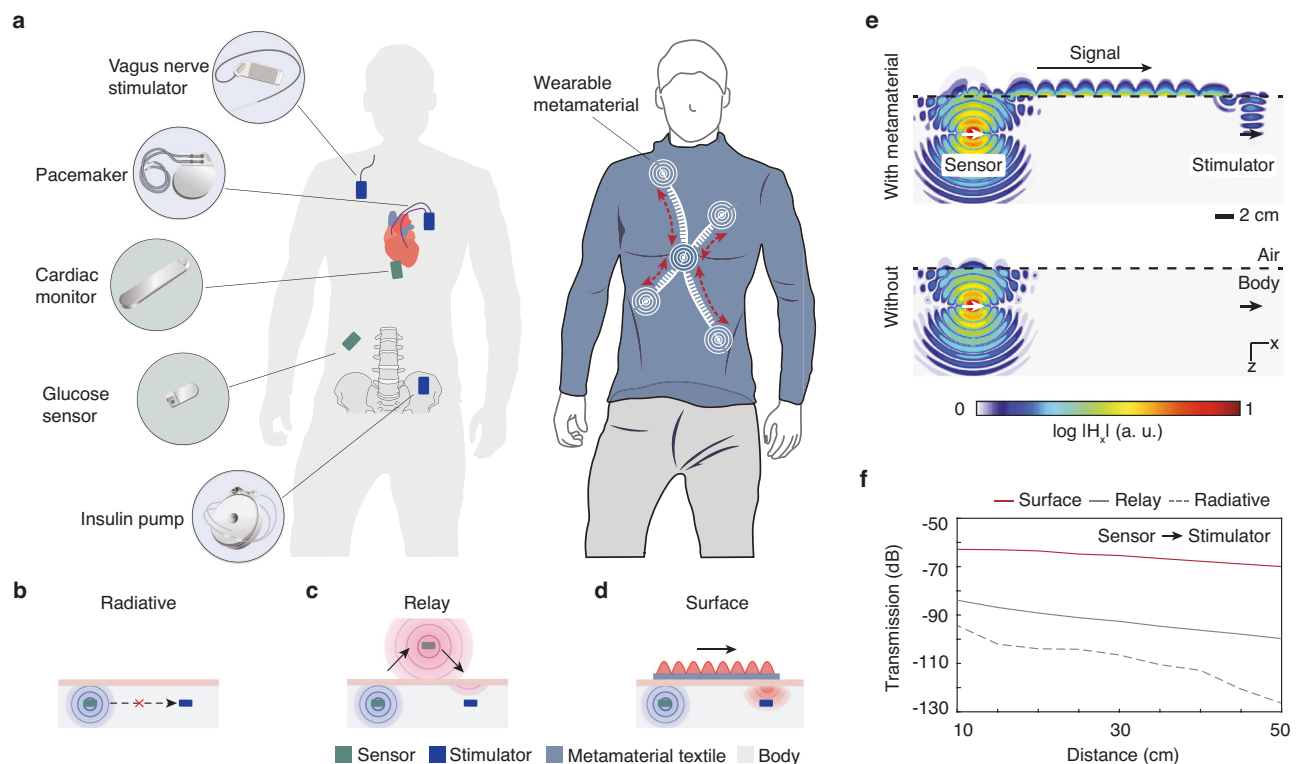 a
Vagus nerve
stimulator
Pacemaker
Cardiac
monitor
Glucose
sensor
Insulin pump
Wearable
metamaterial
b
Radiative
c
Relay
d
Surface
Sensor
Stimulator
Metamaterial textile
Body
e
With metamaterial
Signal
Sensor
Stimulator
2 cm
Without
Air
Body
x
z
0
1
log |Hx| (a. u.)
f
Surface
Relay
Radiative
Sensor → Stimulator
Transmission (dB)
-50
-70
-90
-110
-130
10
30
50
Distance (cm)